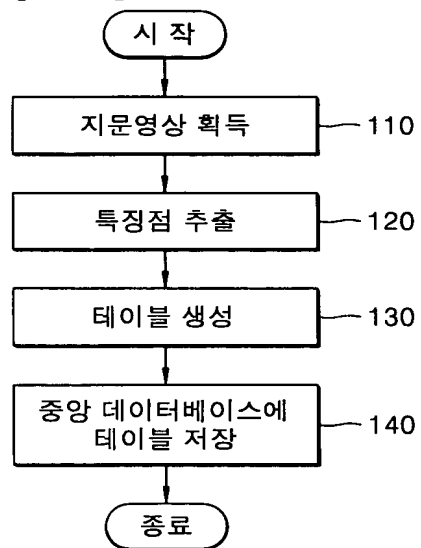 시 작
지문영상 획득
110
특징점 추출
120
테이블 생성
130
중앙 데이터베이스에
테이블 저장
140
종료